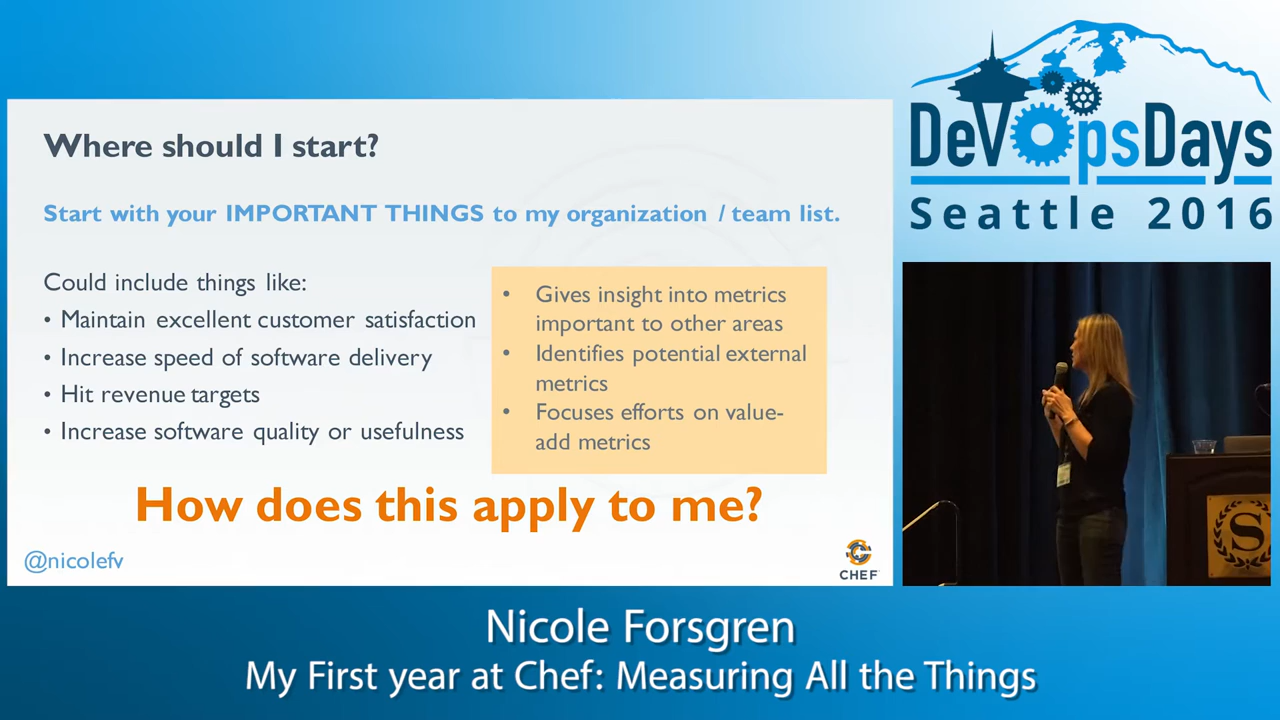 Where should I start?
Start with your IMPORTANT THINGS to my organization / team list.
Could include things like:
• Maintain excellent customer satisfaction
• Increase speed of software delivery
• Hit revenue targets
• Increase software quality or usefulness
• Gives insight into metrics
important to other areas
• Identifies potential external
metrics
• Focuses efforts on value-
add metrics
How does this apply to me?
@nicolefv
CHEF
DevOpsDays
Seattle 2016
S
Nicole Forsgren
My First year at Chef: Measuring All the Things